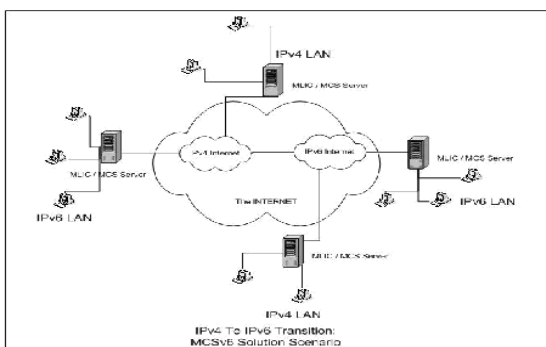 IPv4 LAN
MLIC / MCS Server
IPv4 Internet
IPV6 Internet
MLIC / MCS Server
MLIC / MCS Server
IPv6 LAN
The INTERNET
IPv6 LAN
MLIC / MCS Server
IPv4 LAN
IPv4 To IPv6 Transition:
MCSv6 Solution Scenario